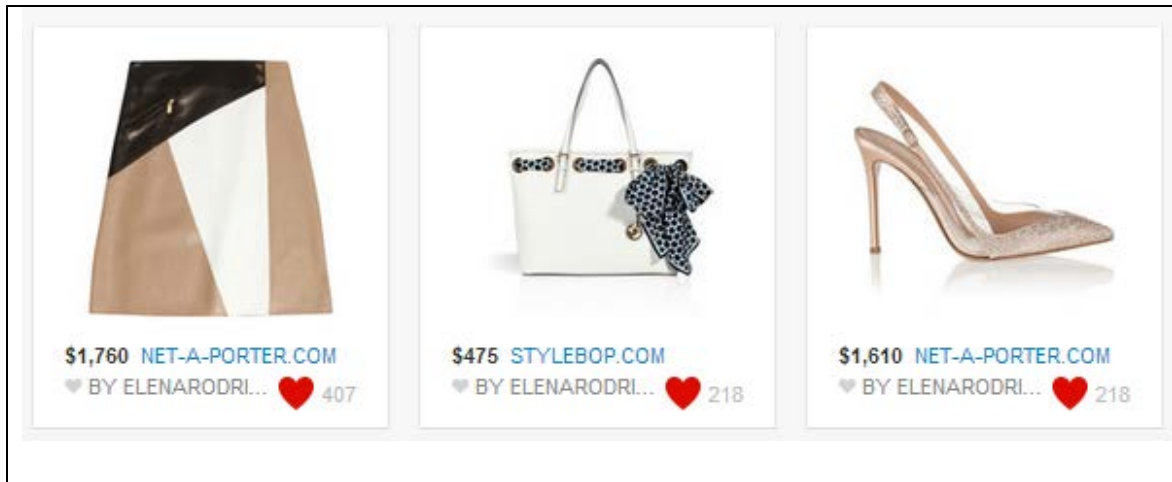 $1,760 NET-A-PORTER.COM
BY ELENARODRI... 407
$475 STYLEBOP.COM
BY ELENARODRI... 218
$1,610 NET-A-PORTER.COM
BY ELENARODRI... 218